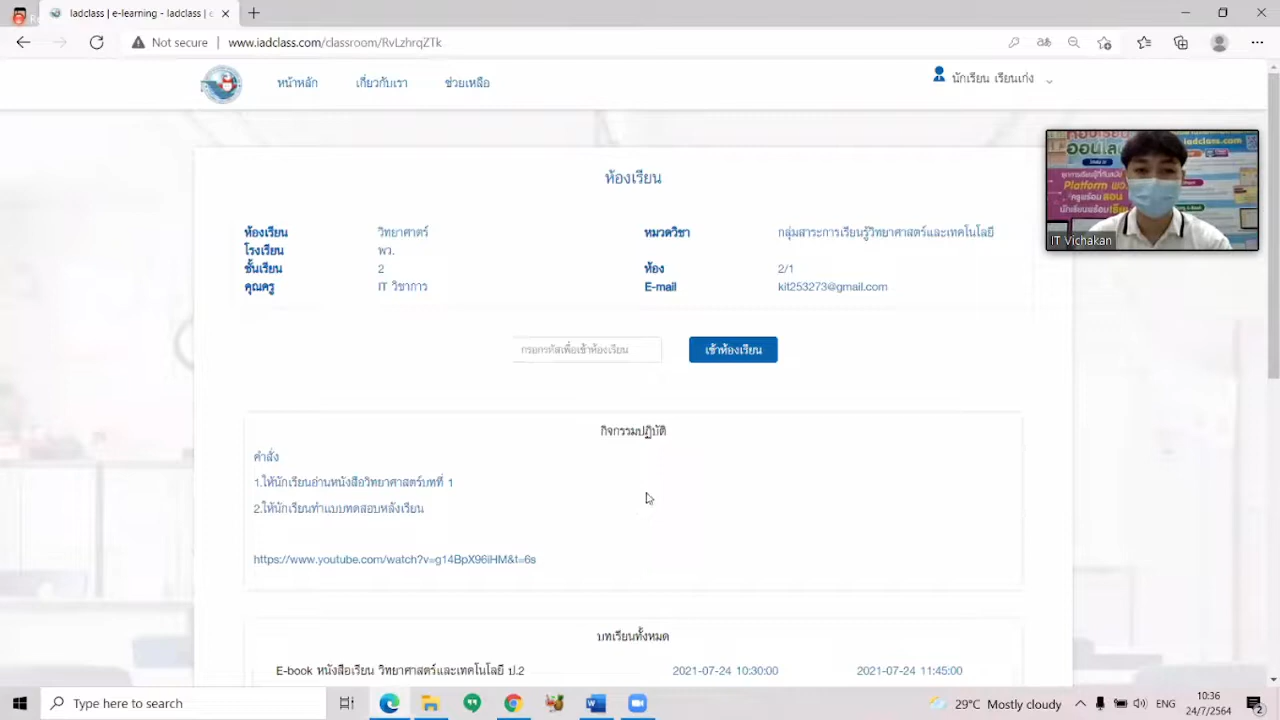 Iadclass | e-learning - Iadclass | e
Not secure
www.iadclass.com/classroom/RvLzhrqZTk
หน้าหลัก
เกี่ยวกับเรา
ช่วยเหลือ
นักเรียน เรียนเก่ง
ออนไลน์
iadclass.com
Platform พว.
IT Vichakan
ห้องเรียน
ห้องเรียน วิทยาศาตร์ หมวดวิชา กลุ่มสาระการเรียนรู้วิทยาศาสตร์และเทคโนโลยี
โรงเรียน พว.
ชั้นเรียน 2 ห้อง 2/1
คุณครู IT วิชาการ E-mail kit253273@gmail.com
กรอกรหัสเพื่อเข้าห้องเรียน เข้าห้องเรียน
กิจกรรมปฏิบัติ
คำสั่ง
1.ให้นักเรียนอ่านหนังสือวิทยาศาสตร์บทที่ 1
2.ให้นักเรียนทำแบบทดสอบหลังเรียน
https://www.youtube.com/watch?v=g14BpX96iHM&t=6s
บทเรียนทั้งหมด
E-book หนังสือเรียน วิทยาศาสตร์และเทคโนโลยี ป.2 2021-07-24 10:30:00 2021-07-24 11:45:00
Type here to search
29°C Mostly cloudy
ENG
10:36
24/7/2564
2